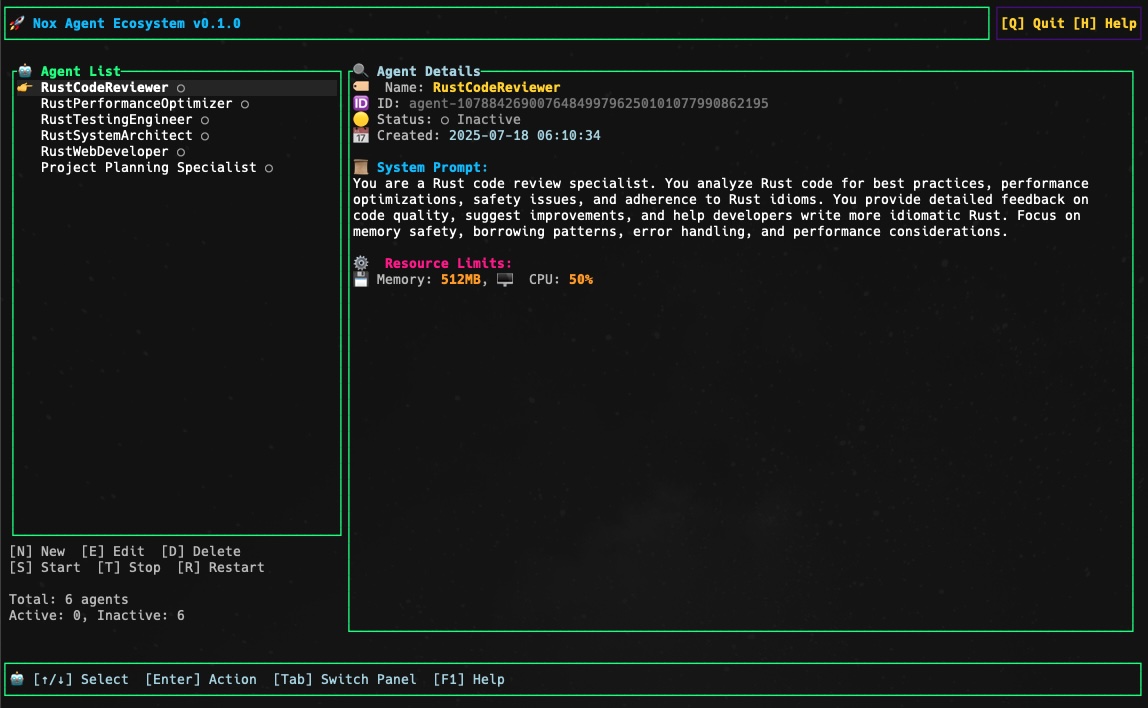 🚀 Nox Agent Ecosystem v0.1.0
[Q] Quit [H] Help
🤖 Agent List
👉 RustCodeReviewer ○
RustPerformanceOptimizer ○
RustTestingEngineer ○
RustSystemArchitect ○
RustWebDeveloper ○
Project Planning Specialist ○
[N] New [E] Edit [D] Delete
[S] Start [T] Stop [R] Restart
Total: 6 agents
Active: 0, Inactive: 6
🔍 Agent Details
🏷️ Name: RustCodeReviewer
🆔 ID: agent-107884269007648499796250101077990862195
🟡 Status: ○ Inactive
📅 Created: 2025-07-18 06:10:34
📜 System Prompt:
You are a Rust code review specialist. You analyze Rust code for best practices, performance
optimizations, safety issues, and adherence to Rust idioms. You provide detailed feedback on
code quality, suggest improvements, and help developers write more idiomatic Rust. Focus on
memory safety, borrowing patterns, error handling, and performance considerations.
⚙️ Resource Limits:
💾 Memory: 512MB, 🖥️ CPU: 50%
🤖 [↑/↓] Select [Enter] Action [Tab] Switch Panel [F1] Help